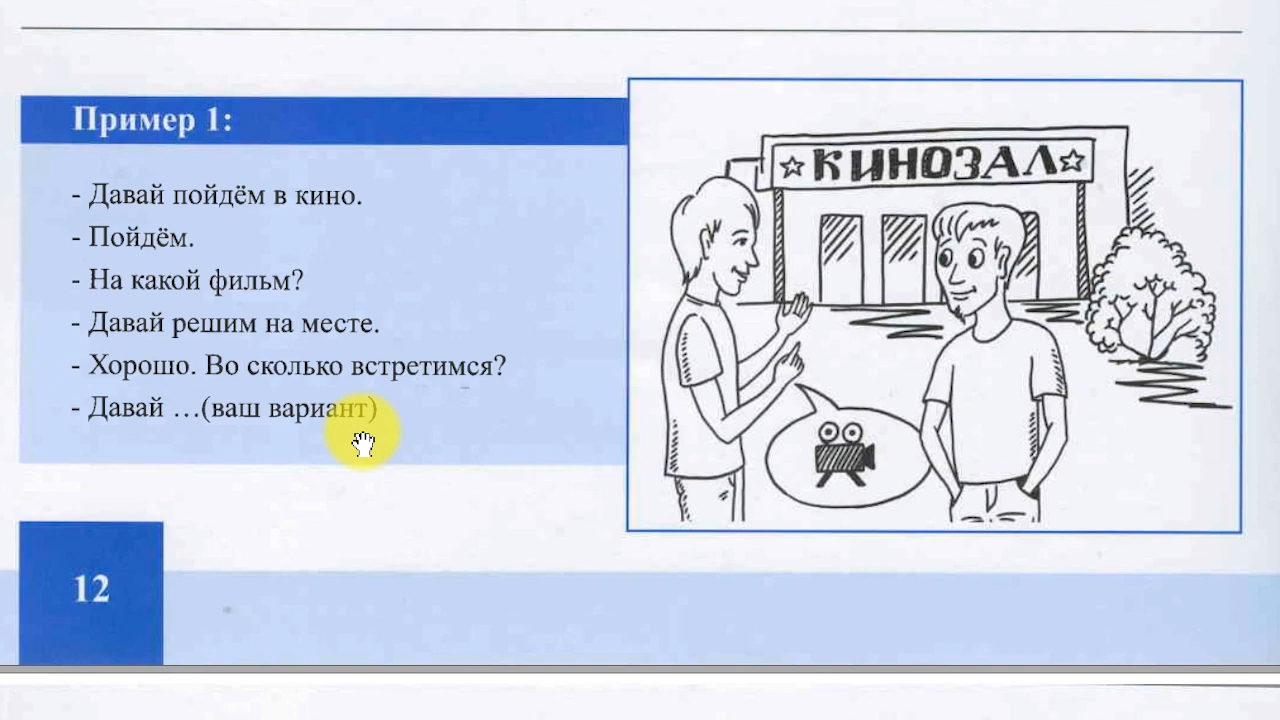 Пример 1:
- Давай пойдём в кино.
- Пойдём.
- На какой фильм?
- Давай решим на месте.
- Хорошо. Во сколько встретимся?
- Давай …(ваш вариант)
КИНОЗАЛ
12